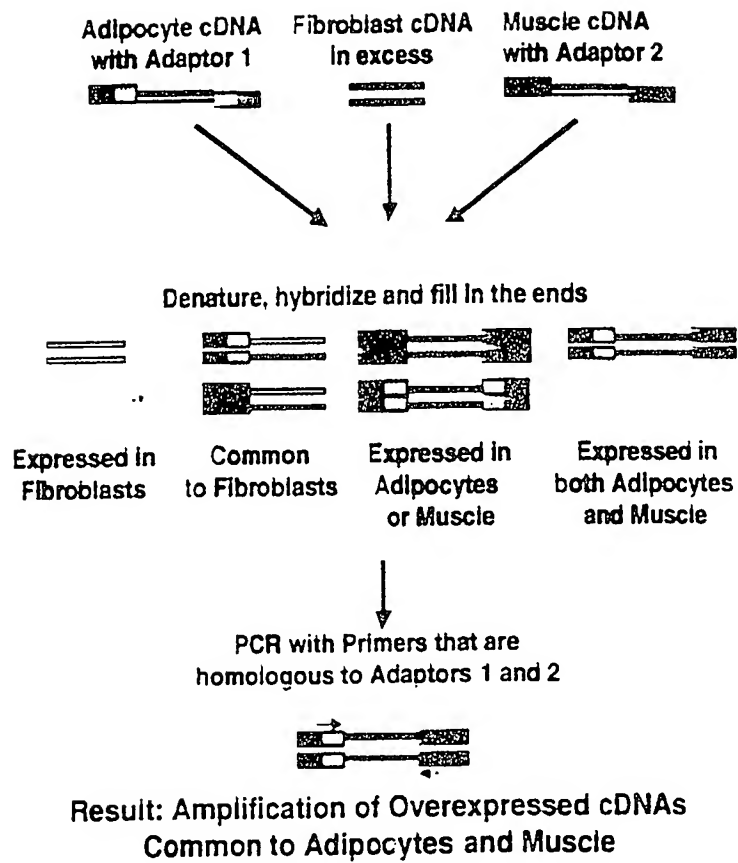 Adipocyte cDNA
with Adaptor 1
Fibroblast cDNA
in excess
Muscle cDNA
with Adaptor 2
Denature, hybridize and fill in the ends
Expressed in
Fibroblasts
Common
to Fibroblasts
Expressed in
Adipocytes
or Muscle
Expressed in
both Adipocytes
and Muscle
PCR with Primers that are
homologous to Adaptors 1 and 2
Result: Amplification of Overexpressed cDNAs
Common to Adipocytes and Muscle